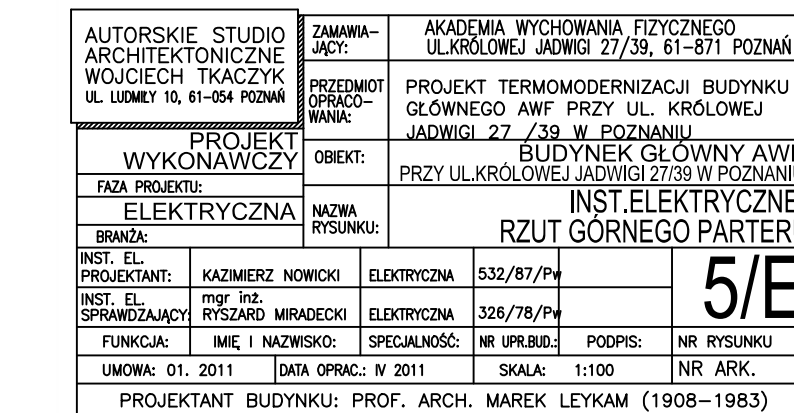 AUTORSKIE STUDIO
ARCHITEKTONICZNE
WOJCIECH TKACZYK
UL. LUDMIŁY 10, 61-054 POZNAŃ
ZAMAWIA-
JĄCY:
AKADEMIA WYCHOWANIA FIZYCZNEGO
UL.KRÓLOWEJ JADWIGI 27/39, 61-871 POZNAŃ
PRZEDMIOT
OPRACO-
WANIA:
PROJEKT TERMOMODERNIZACJI BUDYNKU
GŁÓWNEGO AWF PRZY UL. KRÓLOWEJ
JADWIGI 27 /39 W POZNANIU
PROJEKT
WYKONAWCZY
FAZA PROJEKTU:
OBIEKT:
BUDYNEK GŁÓWNY AWF
PRZY UL.KRÓLOWEJ JADWIGI 27/39 W POZNANIU
ELEKTRYCZNA
BRANŻA:
NAZWA
RYSUNKU:
INST.ELEKTRYCZNE
RZUT GÓRNEGO PARTERU
INST. EL.
PROJEKTANT:
KAZIMIERZ NOWICKI
ELEKTRYCZNA
532/87/Pw
5/E
INST. EL.
SPRAWDZAJĄCY:
mgr inż.
RYSZARD MIRADECKI
ELEKTRYCZNA
326/78/Pw
FUNKCJA:
IMIĘ I NAZWISKO:
SPECJALNOŚĆ:
NR UPR.BUD.:
PODPIS:
NR RYSUNKU
UMOWA: 01. 2011
DATA OPRAC.: IV 2011
SKALA: 1:100
NR ARK.
PROJEKTANT BUDYNKU: PROF. ARCH. MAREK LEYKAM (1908-1983)